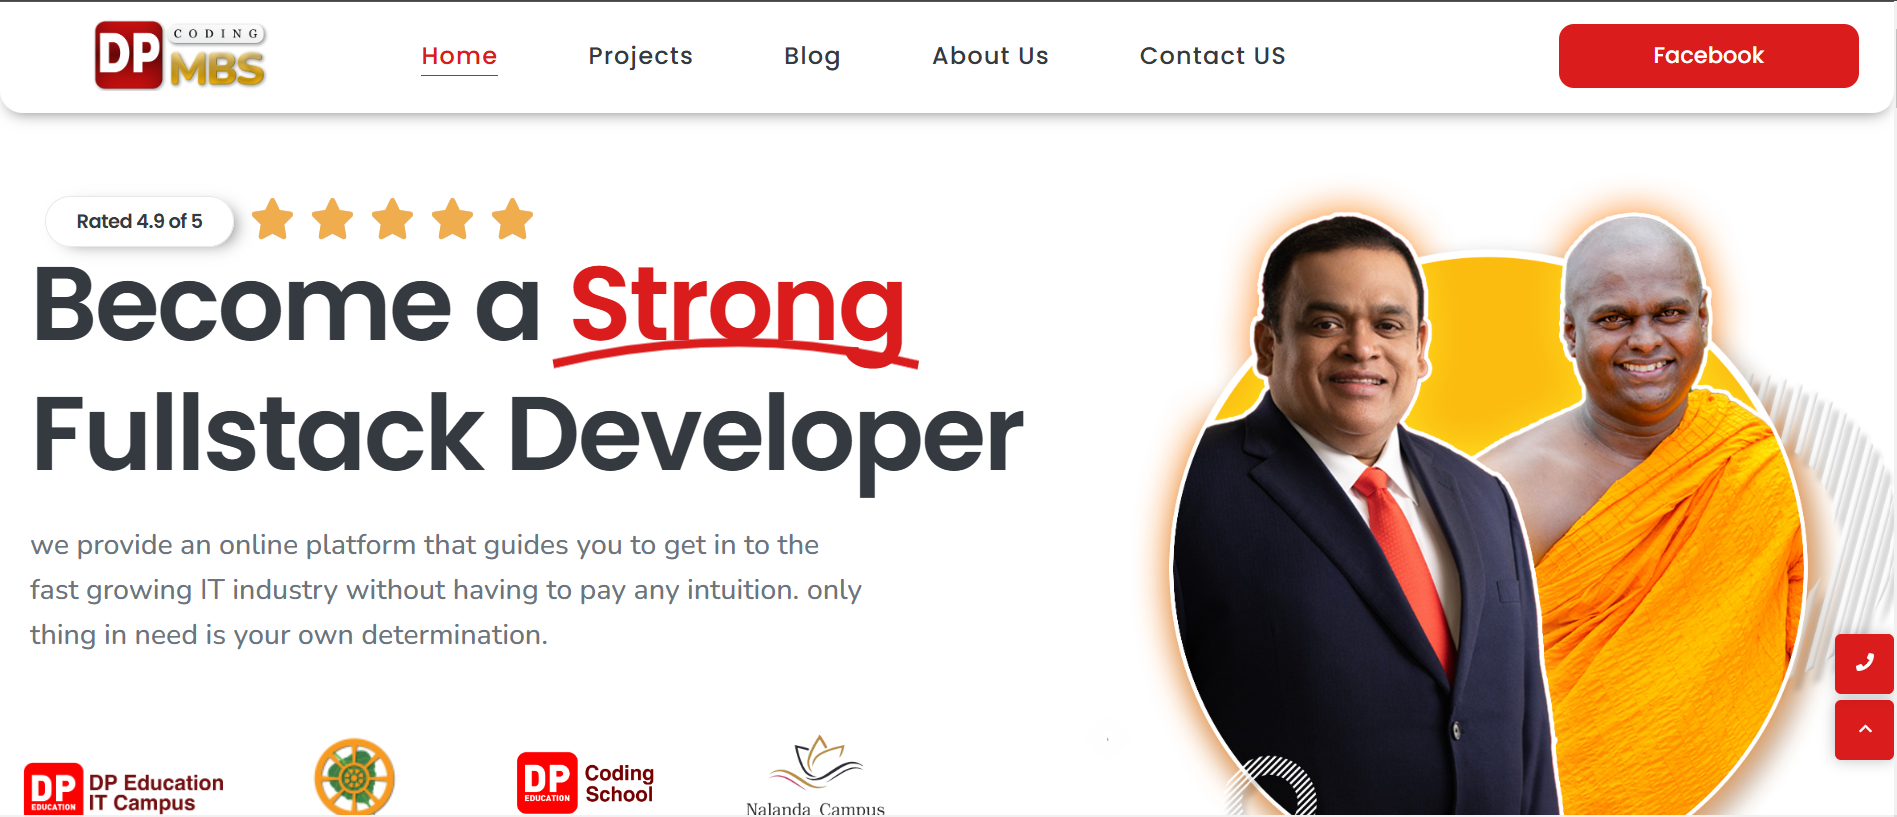 DP CODING
MBS
Home Projects Blog About Us Contact US Facebook
Rated 4.9 of 5
Become a Strong
Fullstack Developer
we provide an online platform that guides you to get in to the
fast growing IT industry without having to pay any intuition. only
thing in need is your own determination.
DP EDUCATION DP Education
IT Campus
DP EDUCATION Coding
School
Nalanda Campus